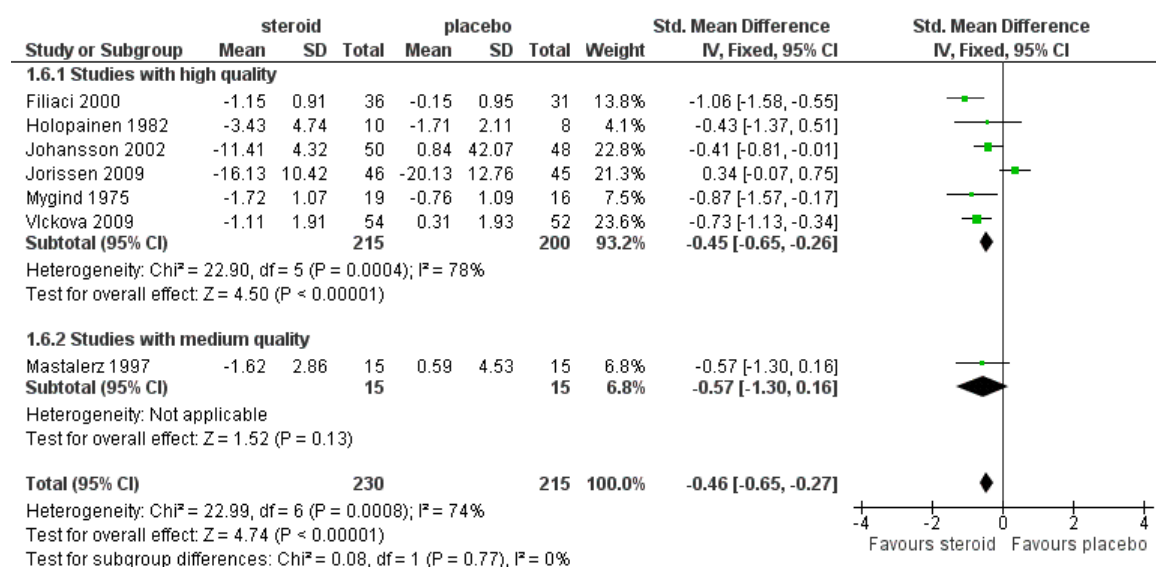 steroid placebo Std. Mean Difference Std. Mean Difference
Study or Subgroup Mean SD Total Mean SD Total Weight IV, Fixed, 95% CI IV, Fixed, 95% CI
1.6.1 Studies with high quality
Filiaci 2000 -1.15 0.91 36 -0.15 0.95 31 13.8% -1.06 [-1.58, -0.55]
Holopainen 1982 -3.43 4.74 10 -1.71 2.11 8 4.1% -0.43 [-1.37, 0.51]
Johansson 2002 -11.41 4.32 50 0.84 42.07 48 22.8% -0.41 [-0.81, -0.01]
Jorissen 2009 -16.13 10.42 46 -20.13 12.76 45 21.3% 0.34 [-0.07, 0.75]
Mygind 1975 -1.72 1.07 19 -0.76 1.09 16 7.5% -0.87 [-1.57, -0.17]
Vlckova 2009 -1.11 1.91 54 0.31 1.93 52 23.6% -0.73 [-1.13, -0.34]
Subtotal (95% CI) 215 200 93.2% -0.45 [-0.65, -0.26]
Heterogeneity: Chi² = 22.90, df = 5 (P = 0.0004); I² = 78%
Test for overall effect: Z = 4.50 (P < 0.00001)
1.6.2 Studies with medium quality
Mastalerz 1997 -1.62 2.86 15 0.59 4.53 15 6.8% -0.57 [-1.30, 0.16]
Subtotal (95% CI) 15 15 6.8% -0.57 [-1.30, 0.16]
Heterogeneity: Not applicable
Test for overall effect: Z = 1.52 (P = 0.13)
Total (95% CI) 230 215 100.0% -0.46 [-0.65, -0.27]
Heterogeneity: Chi² = 22.99, df = 6 (P = 0.0008); I² = 74%
Test for overall effect: Z = 4.74 (P < 0.00001)
Test for subgroup differences: Chi² = 0.08, df = 1 (P = 0.77), I² = 0%
-4 -2 0 2 4
Favours steroid Favours placebo